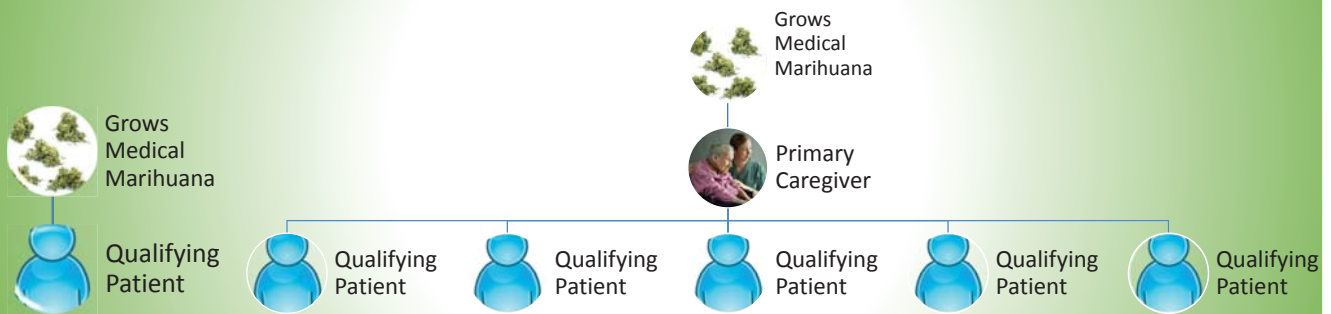 Grows
Medical
Marihuana
Qualifying
Patient
Grows
Medical
Marihuana
Primary
Caregiver
Qualifying
Patient
Qualifying
Patient
Qualifying
Patient
Qualifying
Patient
Qualifying
Patient